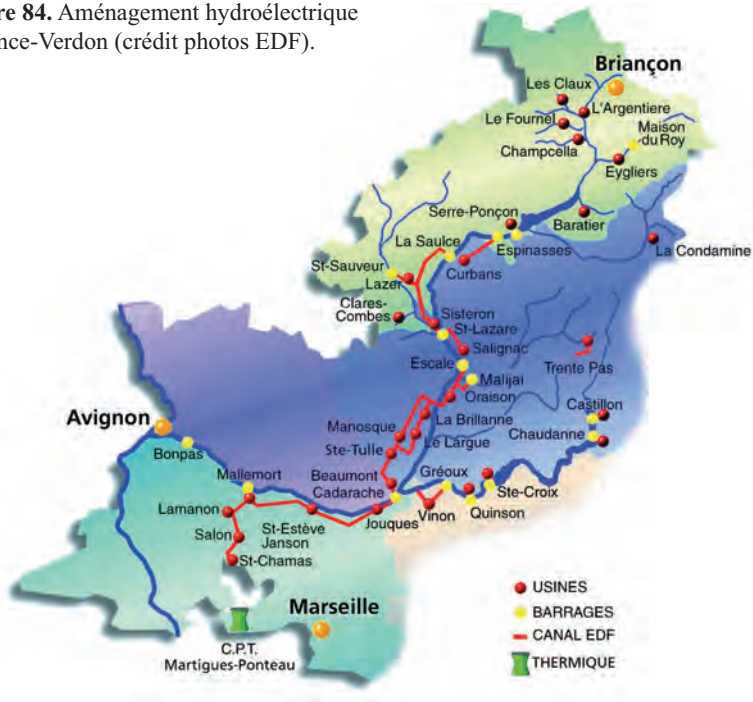 re 84. Aménagement hydroélectrique
nce-Verdon (crédit photos EDF).
Briançon
Les Claux
L'Argentiere
Le Fournel
Maison
du Roy
Champcella
Eygliers
Serre-Ponçon
Baratier
La Saulce
Espinasses
La Condamine
St-Sauveur
Curbans
Lazer
Clares-
Combes
Sisteron
St-Lazare
Salignac
Escale
Trente Pas
Malijai
Oraison
Castillon
Avignon
La Brillanne
Manosque
Chaudanne
Le Largue
Bonpas
Ste-Tulle
Mallemort
Beaumont
Gréoux
Cadarache
Ste-Croix
Lamanon
Jouques
Vinon
Quinson
St-Estève
Janson
Salon
St-Chamas
Marseille
C.P.T.
Martigues-Ponteau
USINES
BARRAGES
CANAL EDF
THERMIQUE